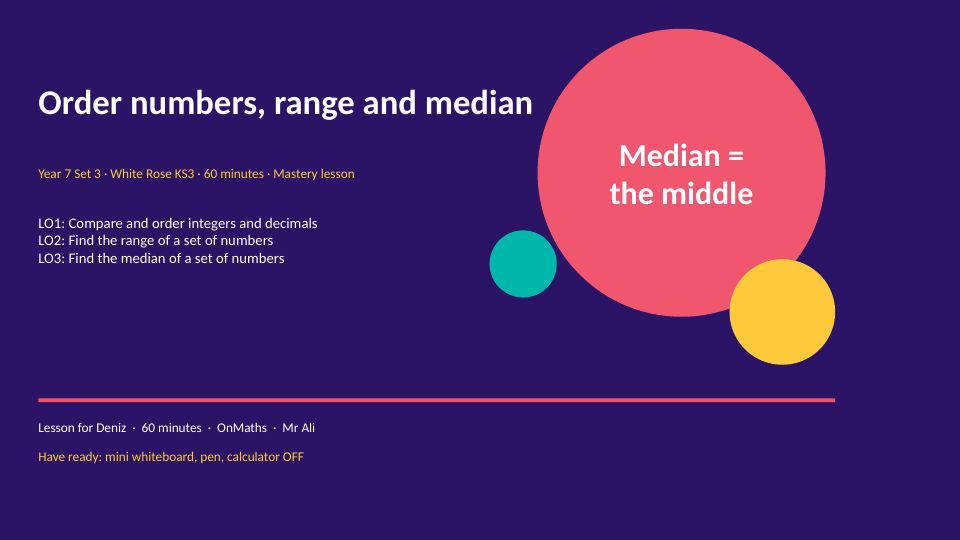 Order numbers, range and median
Median =
the middle
Year 7 Set 3 · White Rose KS3 · 60 minutes · Mastery lesson
LO1: Compare and order integers and decimals
LO2: Find the range of a set of numbers
LO3: Find the median of a set of numbers
Lesson for Deniz · 60 minutes · OnMaths · Mr Ali
Have ready: mini whiteboard, pen, calculator OFF